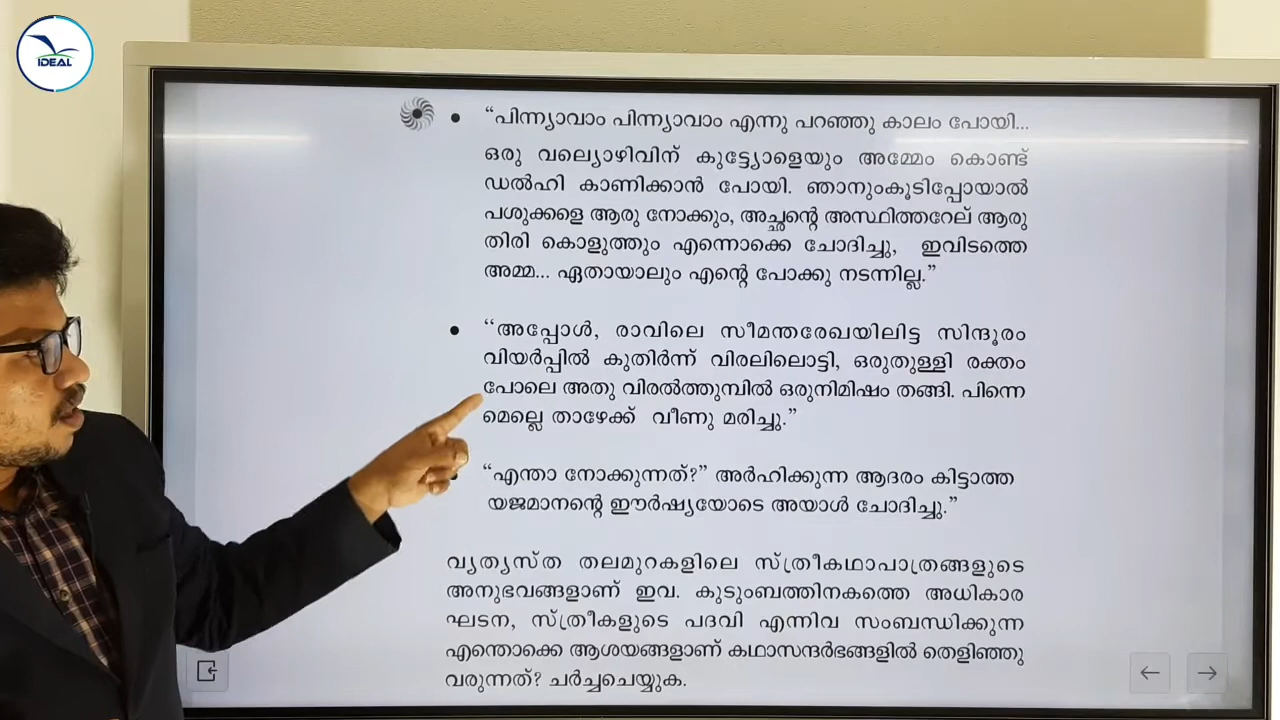 IDEAL
• “പിന്ന്യാവാം പിന്ന്യാവാം എന്നു പറഞ്ഞു കാലം പോയി...
ഒരു വല്യൊഴിവിന് കുട്ട്യോളെയും അമ്മേം കൊണ്ട്
ഡൽഹി കാണിക്കാൻ പോയി. ഞാനുംകൂടിപ്പോയാൽ
പശുക്കളെ ആരു നോക്കും, അച്ഛന്റെ അസ്ഥിത്തറേല് ആരു
തിരി കൊളുത്തും എന്നൊക്കെ ചോദിച്ചു, ഇവിടത്തെ
അമ്മ... ഏതായാലും എന്റെ പോക്കു നടന്നില്ല.”
• “അപ്പോൾ, രാവിലെ സീമന്തരേഖയിലിട്ട സിന്ദൂരം
വിയർപ്പിൽ കുതിർന്ന് വിരലിലൊട്ടി, ഒരുതുള്ളി രക്തം
പോലെ അതു വിരൽത്തുമ്പിൽ ഒരുനിമിഷം തങ്ങി. പിന്നെ
മെല്ലെ താഴേക്ക് വീണു മരിച്ചു.”
• “എന്താ നോക്കുന്നത്?” അർഹിക്കുന്ന ആദരം കിട്ടാത്ത
യജമാനന്റെ ഈർഷ്യയോടെ അയാൾ ചോദിച്ചു.”
വ്യത്യസ്ത തലമുറകളിലെ സ്ത്രീകഥാപാത്രങ്ങളുടെ
അനുഭവങ്ങളാണ് ഇവ. കുടുംബത്തിനകത്തെ അധികാര
ഘടന, സ്ത്രീകളുടെ പദവി എന്നിവ സംബന്ധിക്കുന്ന
എന്തൊക്കെ ആശയങ്ങളാണ് കഥാസന്ദർഭങ്ങളിൽ തെളിഞ്ഞു
വരുന്നത്? ചർച്ചചെയ്യുക.